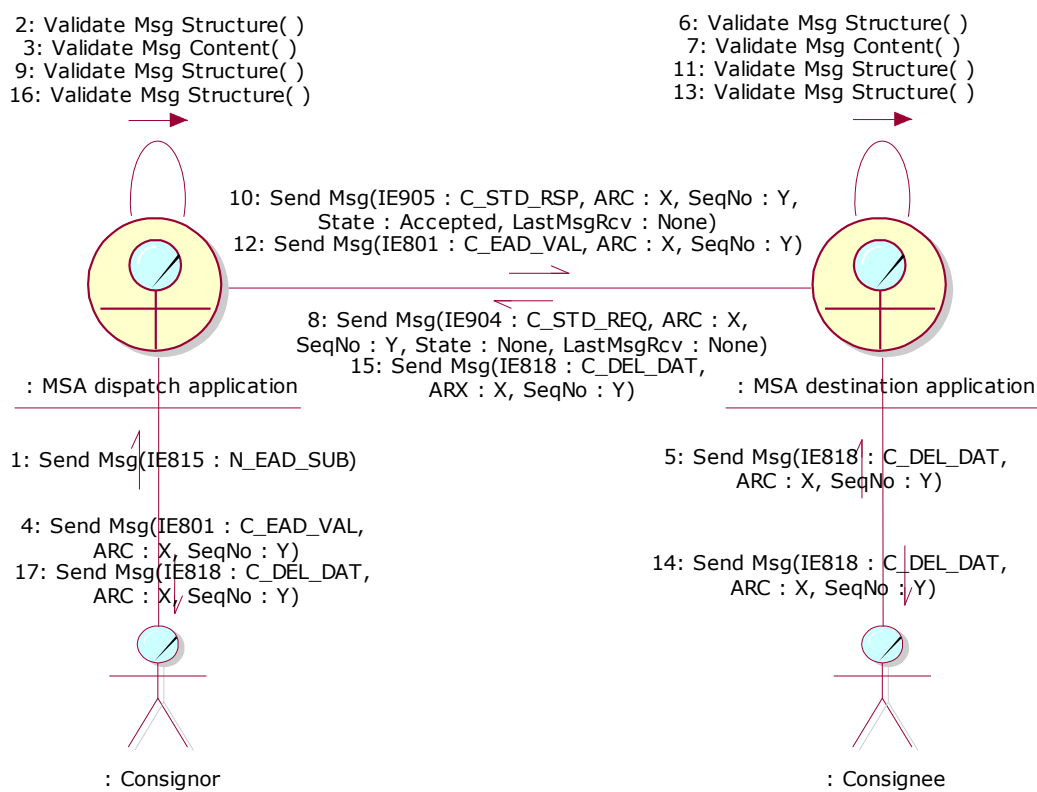 2: Validate Msg Structure( )
3: Validate Msg Content( )
9: Validate Msg Structure( )
16: Validate Msg Structure( )
6: Validate Msg Structure( )
7: Validate Msg Content( )
11: Validate Msg Structure( )
13: Validate Msg Structure( )
10: Send Msg(IE905 : C_STD_RSP, ARC : X, SeqNo : Y,
State : Accepted, LastMsgRcv : None)
12: Send Msg(IE801 : C_EAD_VAL, ARC : X, SeqNo : Y)
8: Send Msg(IE904 : C_STD_REQ, ARC : X,
SeqNo : Y, State : None, LastMsgRcv : None)
15: Send Msg(IE818 : C_DEL_DAT,
ARX : X, SeqNo : Y)
: MSA dispatch application
: MSA destination application
1: Send Msg(IE815 : N_EAD_SUB)
5: Send Msg(IE818 : C_DEL_DAT,
ARC : X, SeqNo : Y)
4: Send Msg(IE801 : C_EAD_VAL,
ARC : X, SeqNo : Y)
17: Send Msg(IE818 : C_DEL_DAT,
ARC : X, SeqNo : Y)
14: Send Msg(IE818 : C_DEL_DAT,
ARC : X, SeqNo : Y)
: Consignor
: Consignee